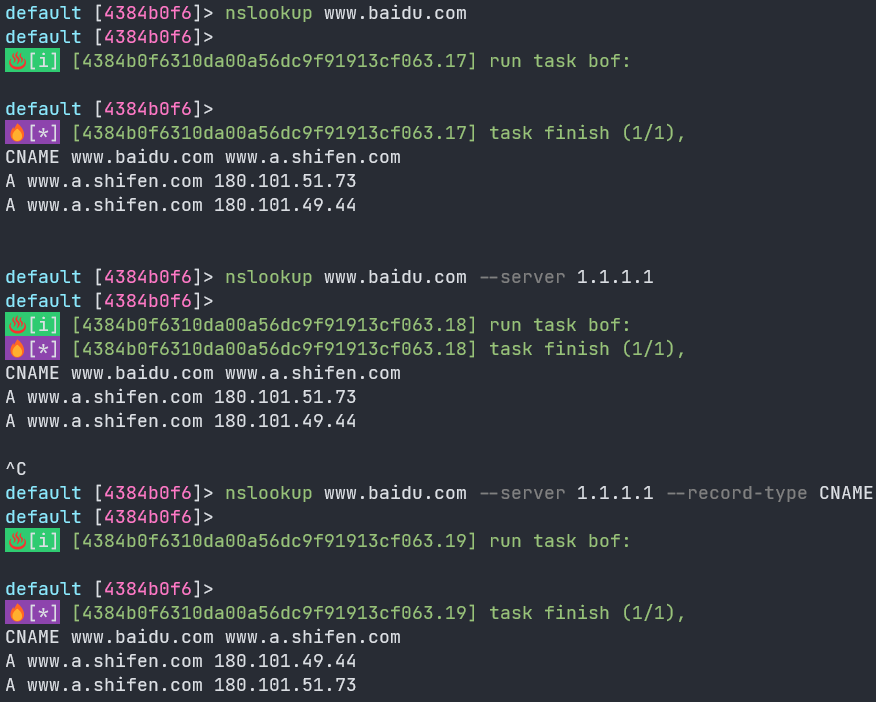 default [4384b0f6]> nslookup www.baidu.com
default [4384b0f6]>
[i] [4384b0f6310da00a56dc9f91913cf063.17] run task bof:
default [4384b0f6]>
[*] [4384b0f6310da00a56dc9f91913cf063.17] task finish (1/1),
CNAME www.baidu.com www.a.shifen.com
A www.a.shifen.com 180.101.51.73
A www.a.shifen.com 180.101.49.44
default [4384b0f6]> nslookup www.baidu.com --server 1.1.1.1
default [4384b0f6]>
[i] [4384b0f6310da00a56dc9f91913cf063.18] run task bof:
[*] [4384b0f6310da00a56dc9f91913cf063.18] task finish (1/1),
CNAME www.baidu.com www.a.shifen.com
A www.a.shifen.com 180.101.51.73
A www.a.shifen.com 180.101.49.44
^C
default [4384b0f6]> nslookup www.baidu.com --server 1.1.1.1 --record-type CNAME
default [4384b0f6]>
[i] [4384b0f6310da00a56dc9f91913cf063.19] run task bof:
default [4384b0f6]>
[*] [4384b0f6310da00a56dc9f91913cf063.19] task finish (1/1),
CNAME www.baidu.com www.a.shifen.com
A www.a.shifen.com 180.101.49.44
A www.a.shifen.com 180.101.51.73